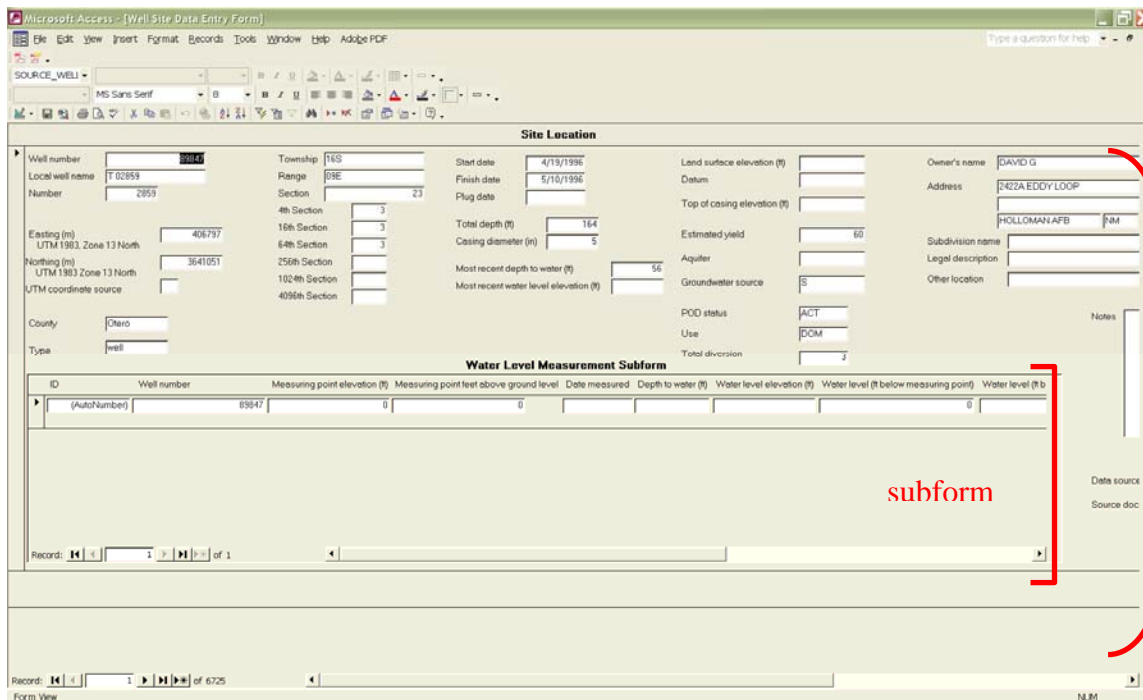 Microsoft Access - [Well Site Data Entry Form]
File Edit View Insert Format Records Tools Window Help Adobe PDF Type a question for help
SOURCE_WELL B I U
MS Sans Serif 8 B I U
Site Location
Well number 89847 Township 16S Start date 4/19/1996 Land surface elevation (ft) Owner's name DAVID G
Local well name T 02859 Range 09E Finish date 5/10/1996 Datum Address 2422A EDDY LOOP
Number 2859 Section 23 Plug date Top of casing elevation (ft)
4th Section 3 HOLLOMAN AFB NM
Easting (m) 406797 16th Section 3 Total depth (ft) 164 Estimated yield 60
UTM 1983, Zone 13 North 64th Section 3 Casing diameter (in) 5 Subdivision name
Northing (m) 3641051 256th Section Aquifer Legal description
UTM 1983 Zone 13 North 1024th Section Most recent depth to water (ft) 56 Groundwater source S Other location
UTM coordinate source 4096th Section Most recent water level elevation (ft)
County Otero POD status ACT Notes
Type well Use DOM
Total diversion 3
Water Level Measurement Subform
ID Well number Measuring point elevation (ft) Measuring point feet above ground level Date measured Depth to water (ft) Water level elevation (ft) Water level (ft below measuring point) Water level (ft b
(AutoNumber) 89847 0 0 0
subform
Data source
Source doc
Record: 1 of 1
Record: 1 of 6725
Form View NUM